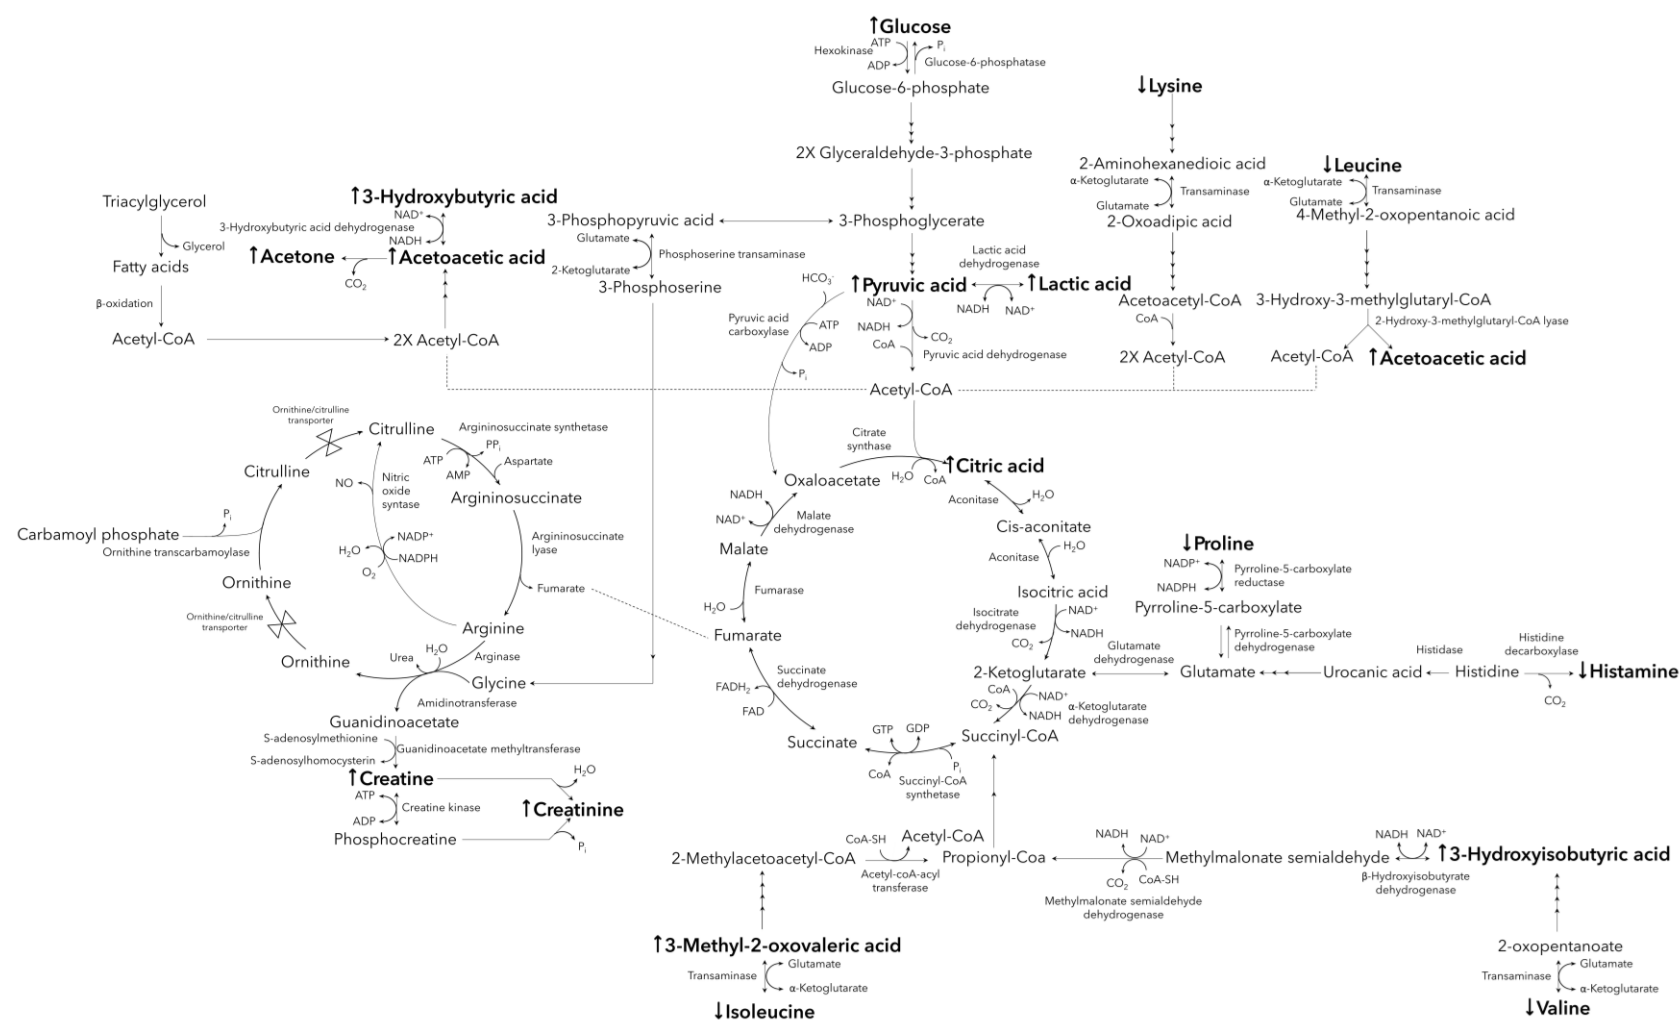 ↑Glucose
ATP
Pi
Hexokinase
ADP
Glucose-6-phosphatase
Glucose-6-phosphate
2X Glyceraldehyde-3-phosphate
3-Phosphopyruvic acid
3-Phosphoglycerate
Glutamate
Phosphoserine transaminase
2-Ketoglutarate
3-Phosphoserine
↑Pyruvic acid
Lactic acid
dehydrogenase
↑Lactic acid
NADH
NAD+
HCO3-
Pyruvic acid
carboxylase
ATP
ADP
Pi
NAD+
NADH
CO2
CoA
Pyruvic acid dehydrogenase
Acetyl-CoA
↓Lysine
2-Aminohexanedioic acid
α-Ketoglutarate
Transaminase
Glutamate
2-Oxoadipic acid
Acetoacetyl-CoA
CoA
2X Acetyl-CoA
↓Leucine
α-Ketoglutarate
Transaminase
Glutamate
4-Methyl-2-oxopentanoic acid
3-Hydroxy-3-methylglutaryl-CoA
2-Hydroxy-3-methylglutaryl-CoA lyase
Acetyl-CoA
↑Acetoacetic acid
Triacylglycerol
Glycerol
Fatty acids
β-oxidation
Acetyl-CoA
↑3-Hydroxybutyric acid
NAD+
3-Hydroxybutyric acid dehydrogenase
NADH
↑Acetone
↑Acetoacetic acid
CO2
2X Acetyl-CoA
Ornithine/citrulline
transporter
Citrulline
Citrulline
Argininosuccinate synthetase
ATP
PPi
AMP
Aspartate
Argininosuccinate
NO
Nitric
oxide
syntase
Carbamoyl phosphate
Pi
Ornithine transcarbamoylase
H2O
NADP+
NADPH
O2
Argininosuccinate
lyase
Fumarate
Ornithine
Ornithine/citrulline
transporter
Ornithine
Arginine
Urea
H2O
Arginase
Glycine
Amidinotransferase
Guanidinoacetate
S-adenosylmethionine
Guanidinoacetate methyltransferase
S-adenosylhomocysterin
↑Creatine
ATP
Creatine kinase
ADP
Phosphocreatine
H2O
↑Creatinine
Pi
Citrate
synthase
Oxaloacetate
H2O
CoA
↑Citric acid
Aconitase
H2O
Cis-aconitate
Aconitase
H2O
Isocitric acid
Isocitrate
dehydrogenase
NAD+
NADH
CO2
2-Ketoglutarate
CoA
NAD+
CO2
NADH
α-Ketoglutarate
dehydrogenase
Succinyl-CoA
GTP
GDP
CoA
Pi
Succinyl-CoA
synthetase
Succinate
Succinate
dehydrogenase
FADH2
FAD
Fumarate
H2O
Fumarase
Malate
NADH
NAD+
Malate
dehydrogenase
↓Proline
NADP+
NADPH
Pyrroline-5-carboxylate
reductase
Pyrroline-5-carboxylate
Pyrroline-5-carboxylate
dehydrogenase
Glutamate
dehydrogenase
Glutamate
Urocanic acid
Histidase
Histidine
Histidine
decarboxylase
CO2
↓Histamine
2-Methylacetoacetyl-CoA
CoA-SH
Acetyl-CoA
Acetyl-coA-acyl
transferase
Propionyl-Coa
NADH
NAD+
CO2
CoA-SH
Methylmalonate semialdehyde
dehydrogenase
Methylmalonate semialdehyde
NADH
NAD+
β-Hydroxyisobutyrate
dehydrogenase
↑3-Hydroxyisobutyric acid
↑3-Methyl-2-oxovaleric acid
Transaminase
Glutamate
α-Ketoglutarate
↓Isoleucine
2-oxopentanoate
Transaminase
Glutamate
α-Ketoglutarate
↓Valine